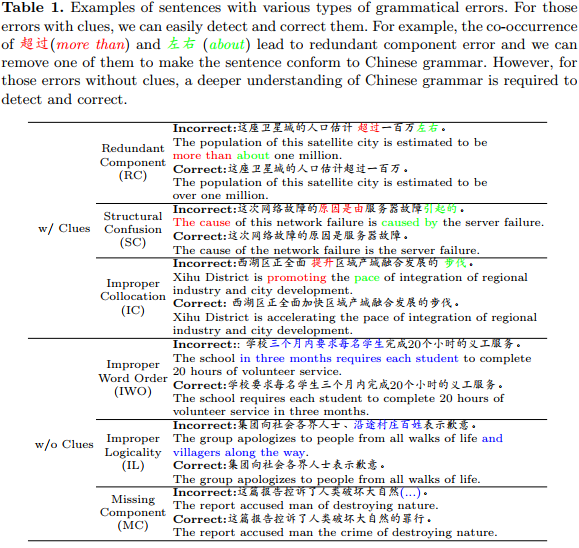 Table 1. Examples of sentences with various types of grammatical errors. For those
errors with clues, we can easily detect and correct them. For example, the co-occurrence
of 超过(more than) and 左右 (about) lead to redundant component error and we can
remove one of them to make the sentence conform to Chinese grammar. However, for
those errors without clues, a deeper understanding of Chinese grammar is required to
detect and correct.
w/ Clues
Redundant
Component
(RC)
Incorrect:这座卫星城的人口估计 超过一百万左右。
The population of this satellite city is estimated to be
more than about one million.
Correct:这座卫星城的人口估计超过一百万。
The population of this satellite city is estimated to be
over one million.
Structural
Confusion
(SC)
Incorrect:这次网络故障的原因是由服务器故障引起的。
The cause of this network failure is caused by the server failure.
Correct:这次网络故障的原因是服务器故障。
The cause of the network failure is the server failure.
Improper
Collocation
(IC)
Incorrect:西湖区正全面 提升区域产城融合发展的 步伐。
Xihu District is promoting the pace of integration of regional
industry and city development.
Correct: 西湖区正全面加快区域产城融合发展的步伐。
Xihu District is accelerating the pace of integration of regional
industry and city development.
w/o Clues
Improper
Word Order
(IWO)
Incorrect:: 学校三个月内要求每名学生完成20个小时的义工服务。
The school in three months requires each student to complete
20 hours of volunteer service.
Correct:学校要求每名学生三个月内完成20个小时的义工服务。
The school requires each student to complete 20 hours of
volunteer service in three months.
Improper
Logicality
(IL)
Incorrect:集团向社会各界人士、沿途村庄百姓表示歉意。
The group apologizes to people from all walks of life and
villagers along the way.
Correct:集团向社会各界人士表示歉意。
The group apologizes to people from all walks of life.
Missing
Component
(MC)
Incorrect:这篇报告控诉了人类破坏大自然(...)。
The report accused man of destroying nature.
Correct:这篇报告控诉了人类破坏大自然的罪行。
The report accused man the crime of destroying nature.